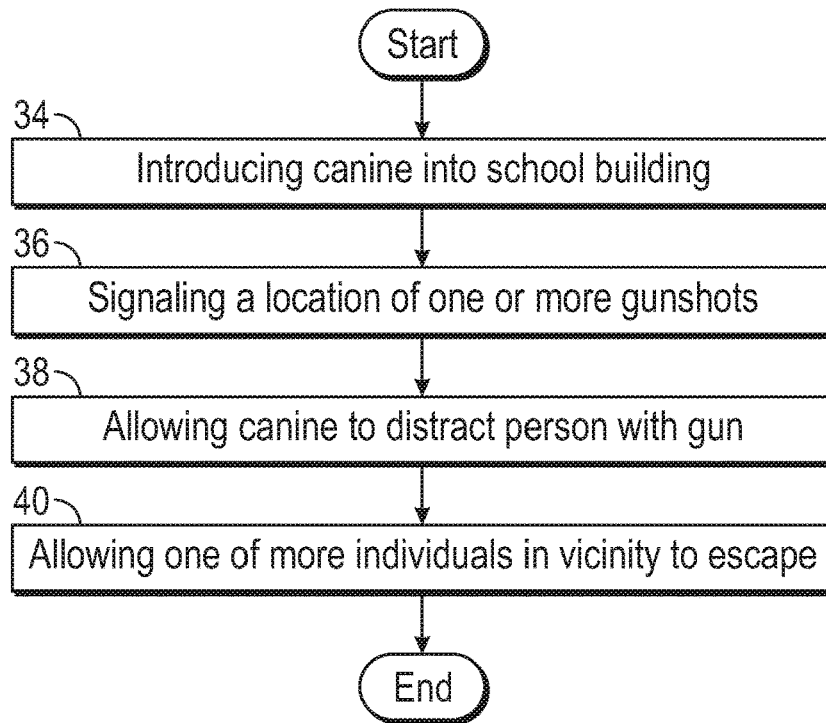 Start
34
Introducing canine into school building
36
Signaling a location of one or more gunshots
38
Allowing canine to distract person with gun
40
Allowing one of more individuals in vicinity to escape
End